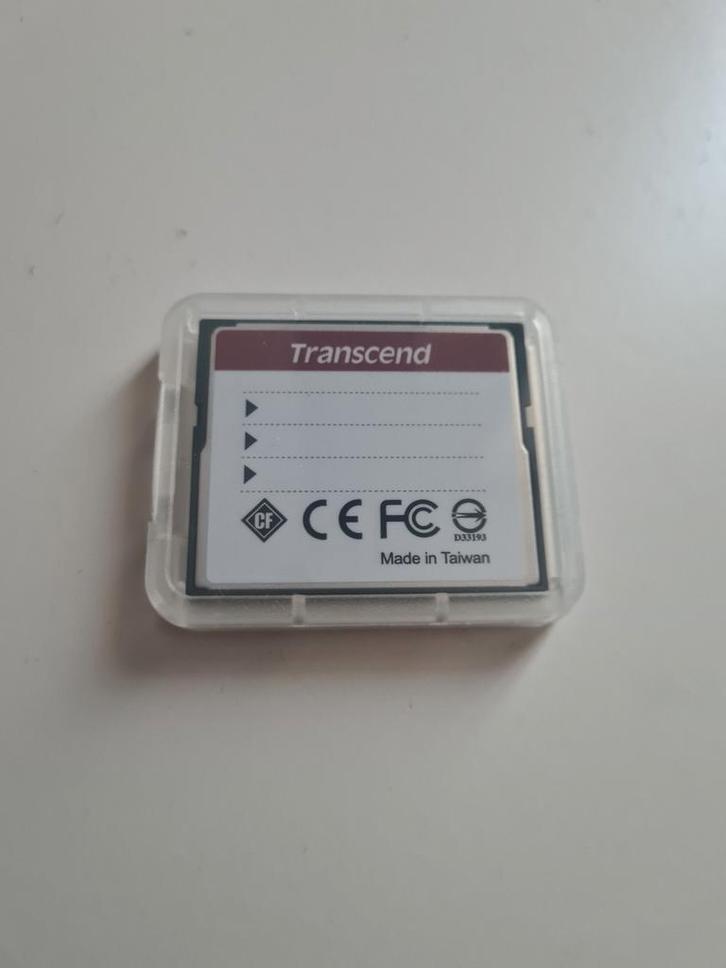 Transcend
CF CE FC
D33193
Made in Taiwan